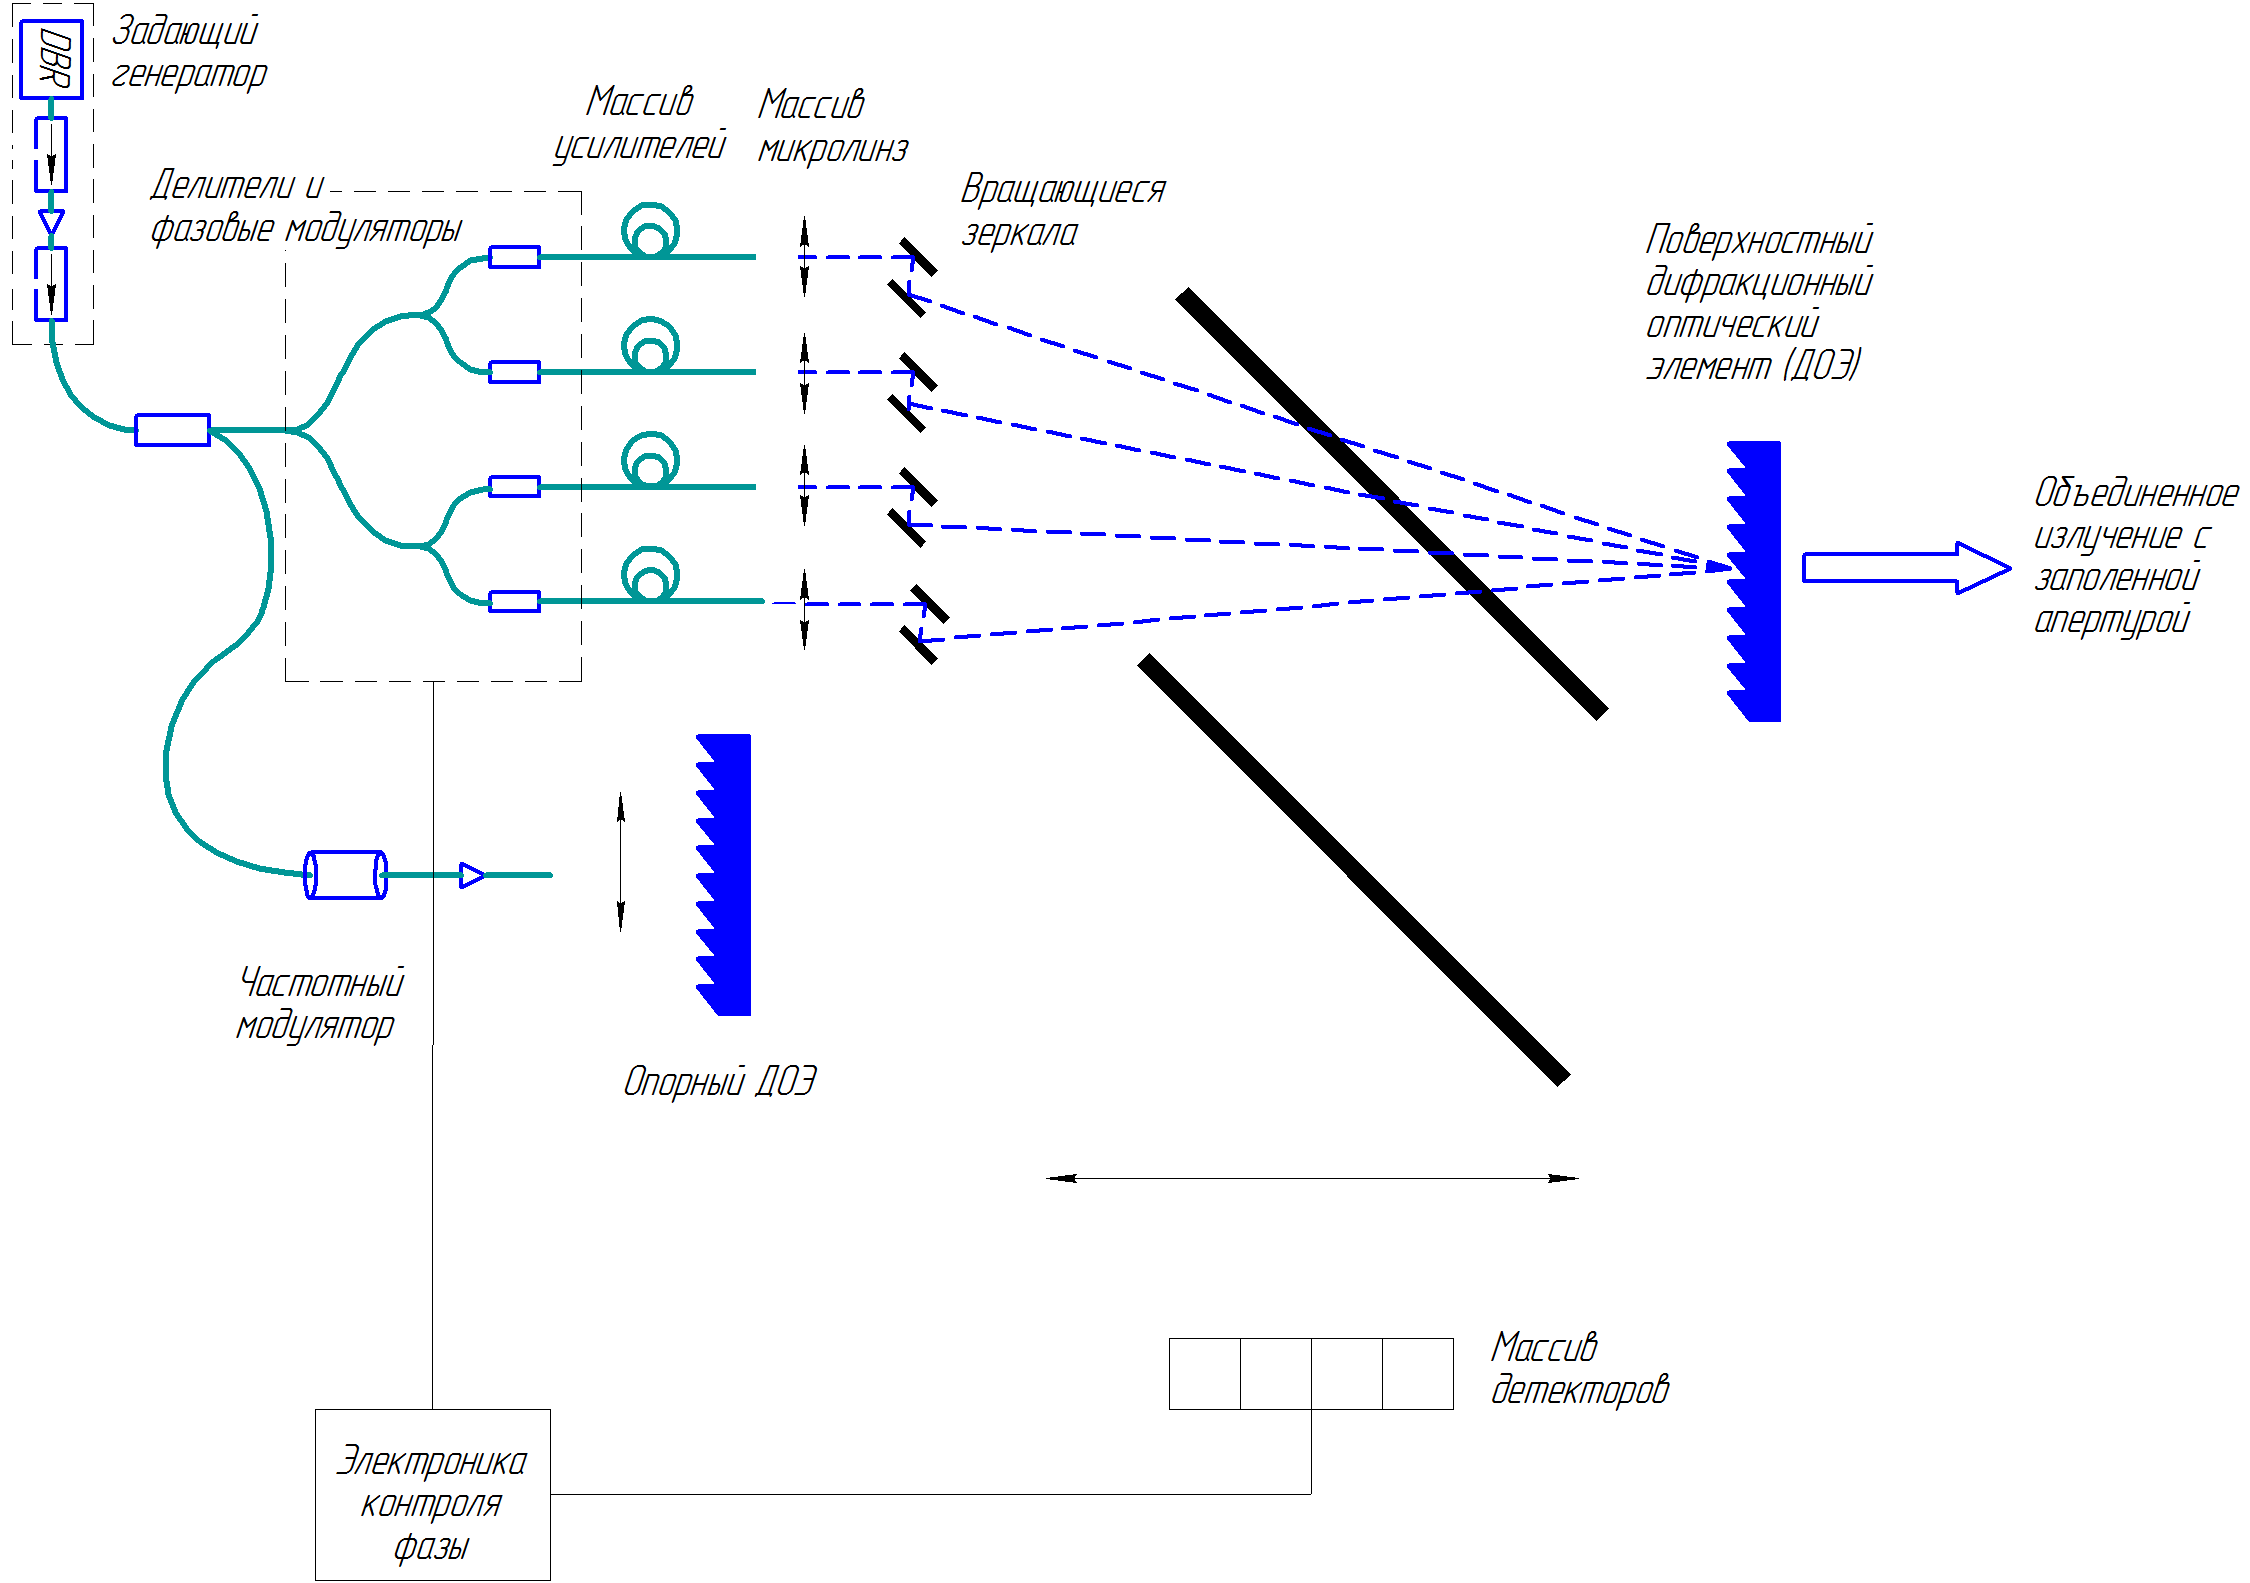 DBR
Задающий
генератор
Делители и
фазовые модуляторы
Массив
усилителей
Массив
микролинз
Вращающиеся
зеркала
Поверхностный
дифракционный
оптический
элемент (ДОЭ)
Объединенное
излучение с
заполенной
апертурой
Частотный
модулятор
Опорный ДОЭ
Массив
детекторов
Электроника
контроля
фазы